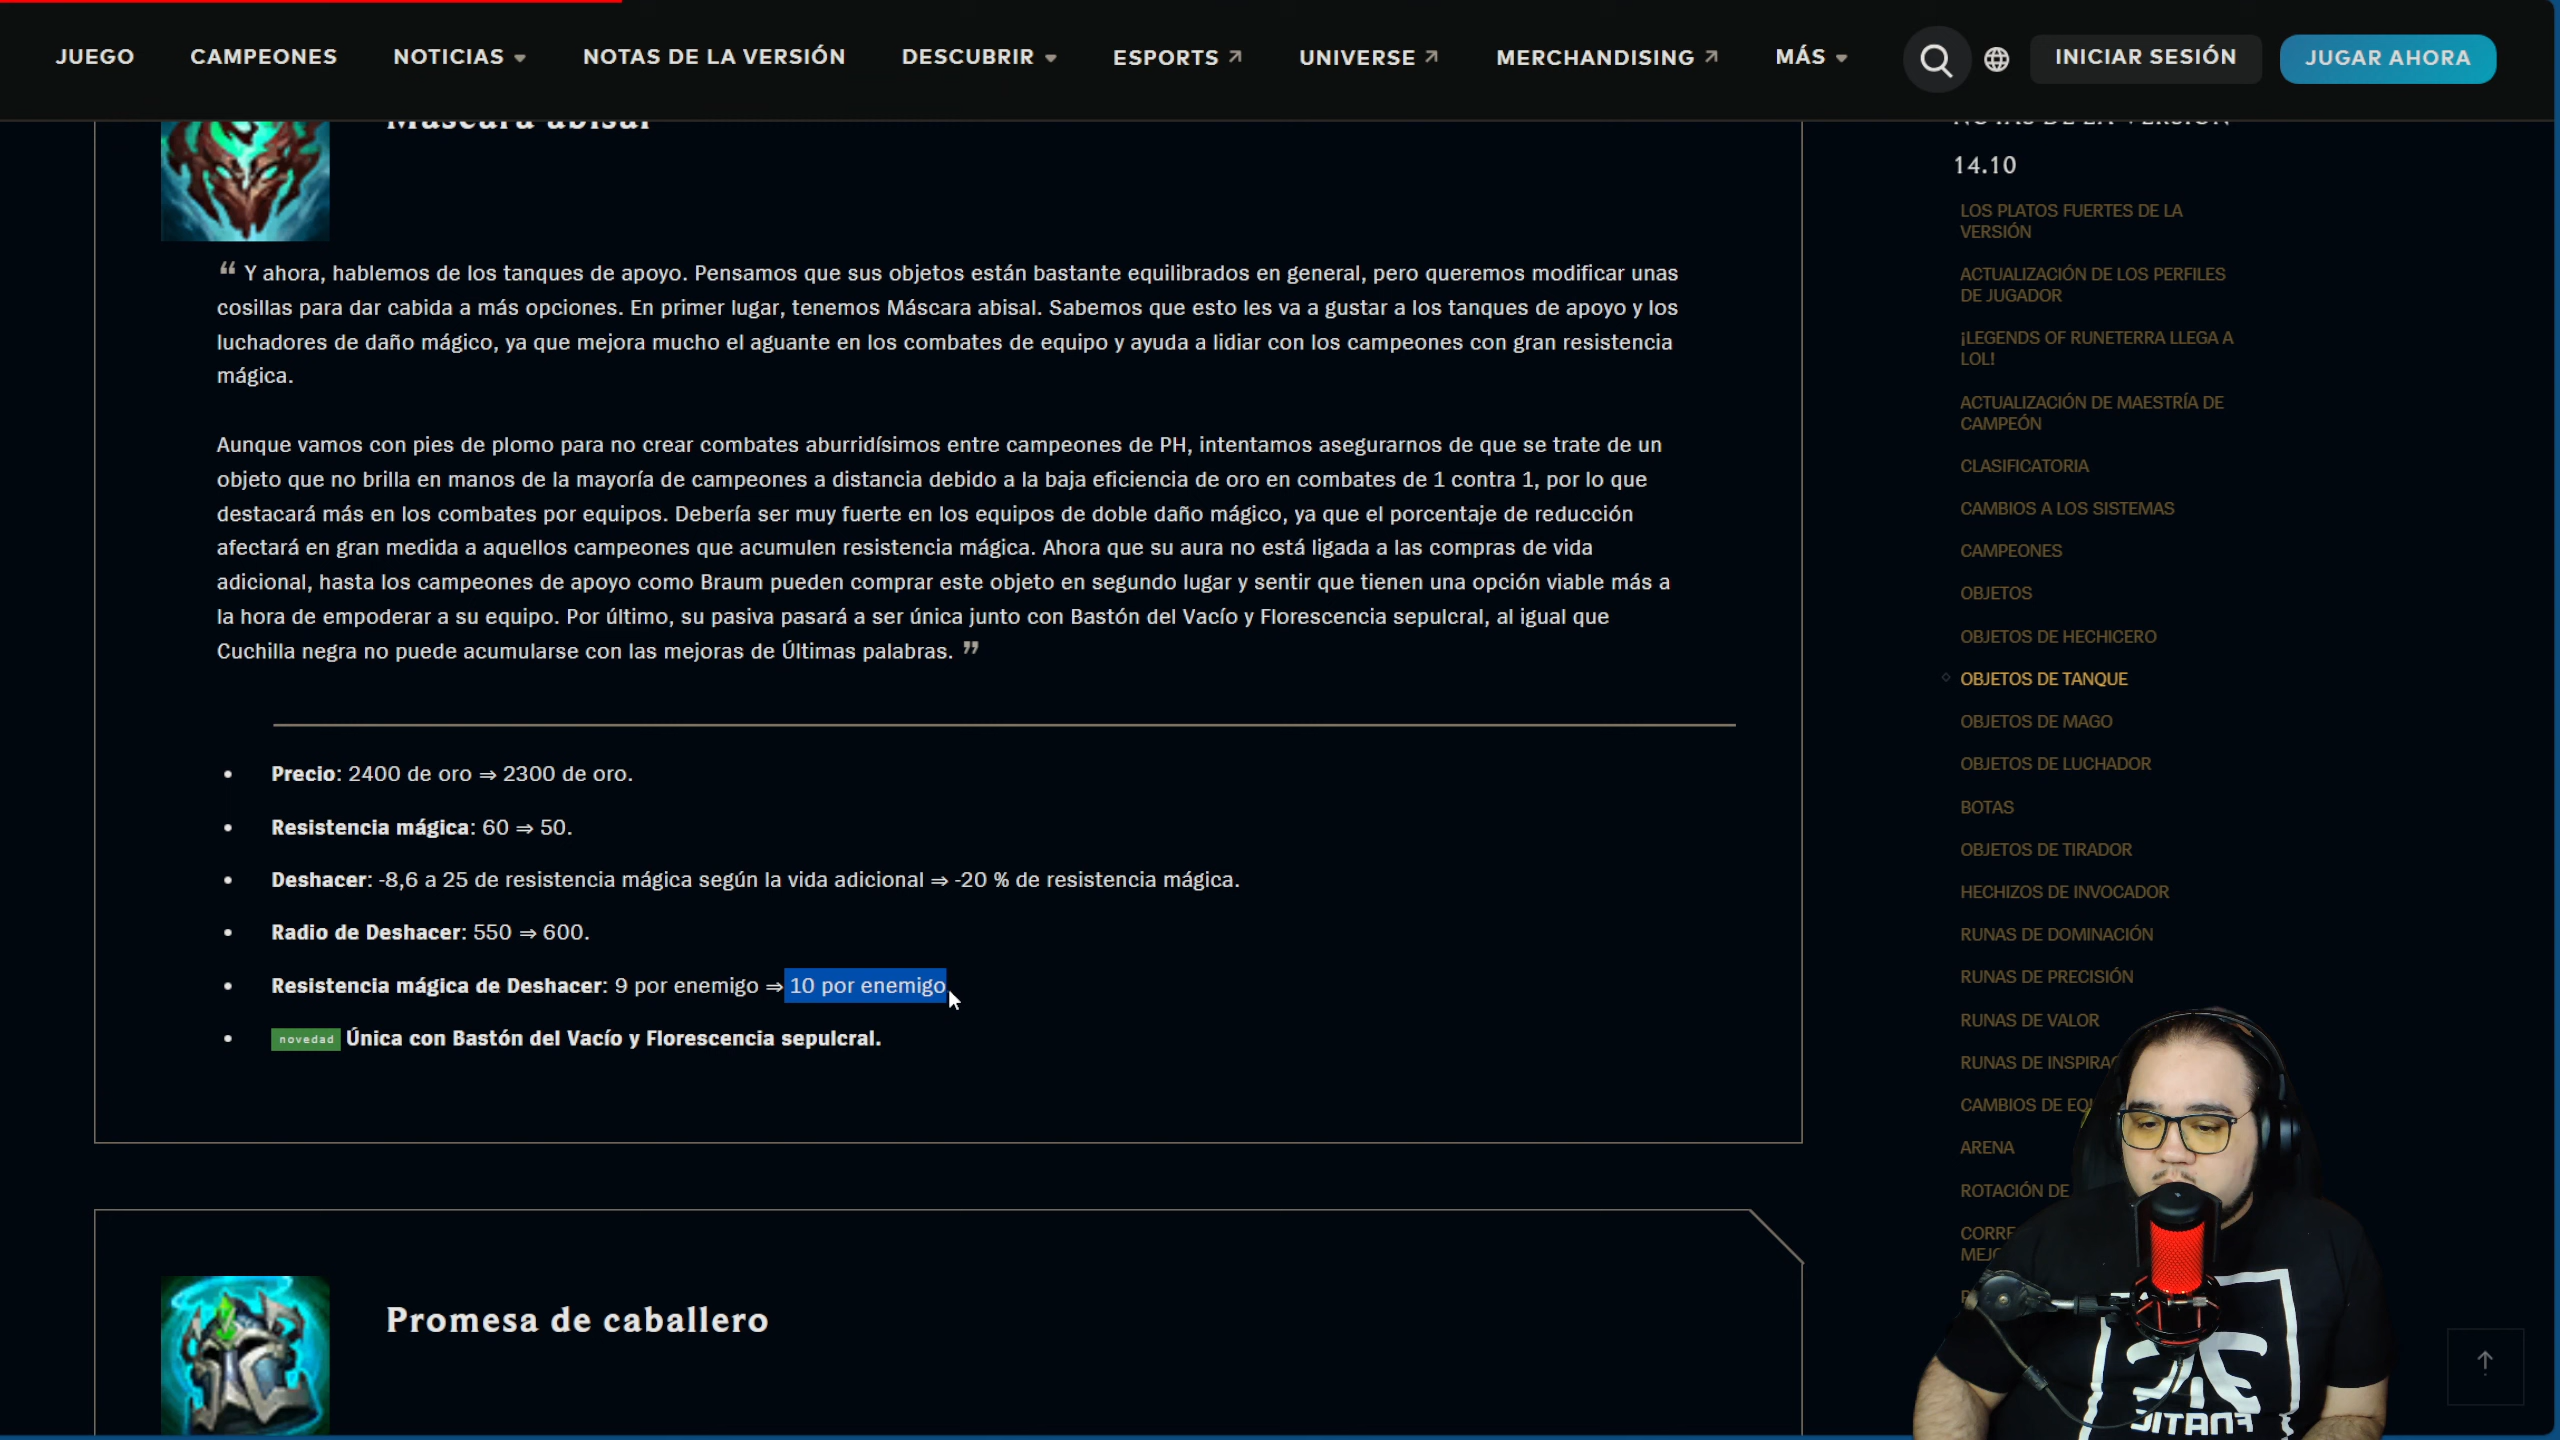 JUEGO CAMPEONES NOTICIAS NOTAS DE LA VERSIÓN DESCUBRIR ESPORTS UNIVERSE MERCHANDISING MÁS INICIAR SESIÓN JUGAR AHORA
Máscara abisal
“ Y ahora, hablemos de los tanques de apoyo. Pensamos que sus objetos están bastante equilibrados en general, pero queremos modificar unas
cosillas para dar cabida a más opciones. En primer lugar, tenemos Máscara abisal. Sabemos que esto les va a gustar a los tanques de apoyo y los
luchadores de daño mágico, ya que mejora mucho el aguante en los combates de equipo y ayuda a lidiar con los campeones con gran resistencia
mágica.
Aunque vamos con pies de plomo para no crear combates aburridísimos entre campeones de PH, intentamos asegurarnos de que se trate de un
objeto que no brilla en manos de la mayoría de campeones a distancia debido a la baja eficiencia de oro en combates de 1 contra 1, por lo que
destacará más en los combates por equipos. Debería ser muy fuerte en los equipos de doble daño mágico, ya que el porcentaje de reducción
afectará en gran medida a aquellos campeones que acumulen resistencia mágica. Ahora que su aura no está ligada a las compras de vida
adicional, hasta los campeones de apoyo como Braum pueden comprar este objeto en segundo lugar y sentir que tienen una opción viable más a
la hora de empoderar a su equipo. Por último, su pasiva pasará a ser única junto con Bastón del Vacío y Florescencia sepulcral, al igual que
Cuchilla negra no puede acumularse con las mejoras de Últimas palabras. ”
• Precio: 2400 de oro ⇒ 2300 de oro.
• Resistencia mágica: 60 ⇒ 50.
• Deshacer: -8,6 a 25 de resistencia mágica según la vida adicional ⇒ -20 % de resistencia mágica.
• Radio de Deshacer: 550 ⇒ 600.
• Resistencia mágica de Deshacer: 9 por enemigo ⇒ 10 por enemigo
• novedad Única con Bastón del Vacío y Florescencia sepulcral.
Promesa de caballero
NOTAS DE LA VERSIÓN
14.10
LOS PLATOS FUERTES DE LA
VERSIÓN
ACTUALIZACIÓN DE LOS PERFILES
DE JUGADOR
¡LEGENDS OF RUNETERRA LLEGA A
LOL!
ACTUALIZACIÓN DE MAESTRÍA DE
CAMPEÓN
CLASIFICATORIA
CAMBIOS A LOS SISTEMAS
CAMPEONES
OBJETOS
OBJETOS DE HECHICERO
OBJETOS DE TANQUE
OBJETOS DE MAGO
OBJETOS DE LUCHADOR
BOTAS
OBJETOS DE TIRADOR
HECHIZOS DE INVOCADOR
RUNAS DE DOMINACIÓN
RUNAS DE PRECISIÓN
RUNAS DE VALOR
RUNAS DE INSPIRAC
CAMBIOS DE EQU
ARENA
ROTACIÓN DE
CORRE
MEJO
FNATIC